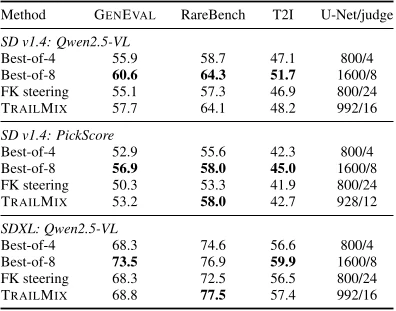 Method GENEVAL RareBench T2I U-Net/judge
SD v1.4: Qwen2.5-VL
Best-of-4 55.9 58.7 47.1 800/4
Best-of-8 60.6 64.3 51.7 1600/8
FK steering 55.1 57.3 46.9 800/24
TRAILMIX 57.7 64.1 48.2 992/16
SD v1.4: PickScore
Best-of-4 52.9 55.6 42.3 800/4
Best-of-8 56.9 58.0 45.0 1600/8
FK steering 50.3 53.3 41.9 800/24
TRAILMIX 53.2 58.0 42.7 928/12
SDXL: Qwen2.5-VL
Best-of-4 68.3 74.6 56.6 800/4
Best-of-8 73.5 76.9 59.9 1600/8
FK steering 68.3 72.5 56.5 800/24
TRAILMIX 68.8 77.5 57.4 992/16